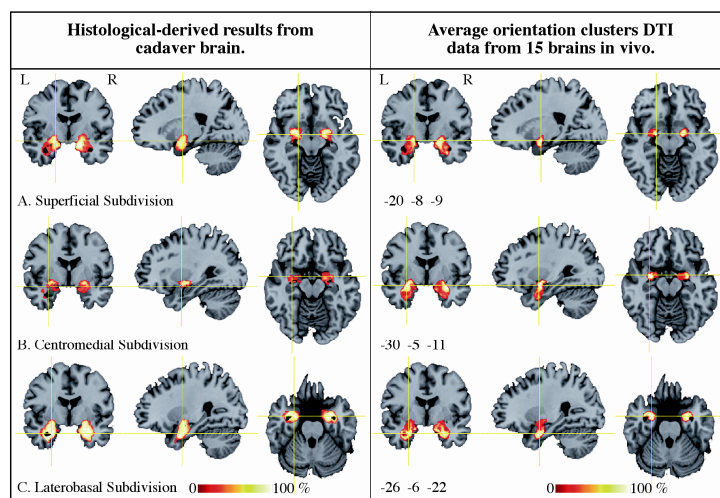 Histological-derived results from
cadaver brain.
Average orientation clusters DTI
data from 15 brains in vivo.
L R
L R
A. Superficial Subdivision
-20 -8 -9
B. Centromedial Subdivision
-30 -5 -11
C. Laterobasal Subdivision 0 100 %
-26 -6 -22 0 100 %